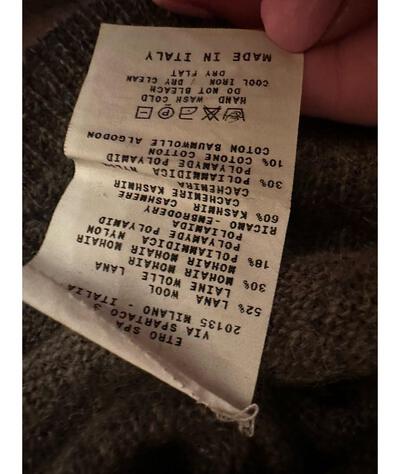 ETRO SPA
VIA SPARTACO 3
20135 MILANO - ITALIA
52% LANA WOOL
LAINE WOLLE LANA
30% MOHAIR MOHAIR
MOHAIR MOHAIR MOHAIR
18% POLIAMMIDICA NYLON
POLYAMYDE POLYAMID
POLIAMIDA
RICAMO -EMBRODERY
60% KASHMIR CASHMERE
CACHEMIRE KASHMIR
CACHEMIRA
30% POLIAMMIDICA NYLON
POLYAMYDE POLYAMID
10% COTONE COTTON
COTON BAUMWOLLE ALGODON
HAND WASH COLD
DO NOT BLEACH
COOL IRON / DRY CLEAN
DRY FLAT
MADE IN ITALY